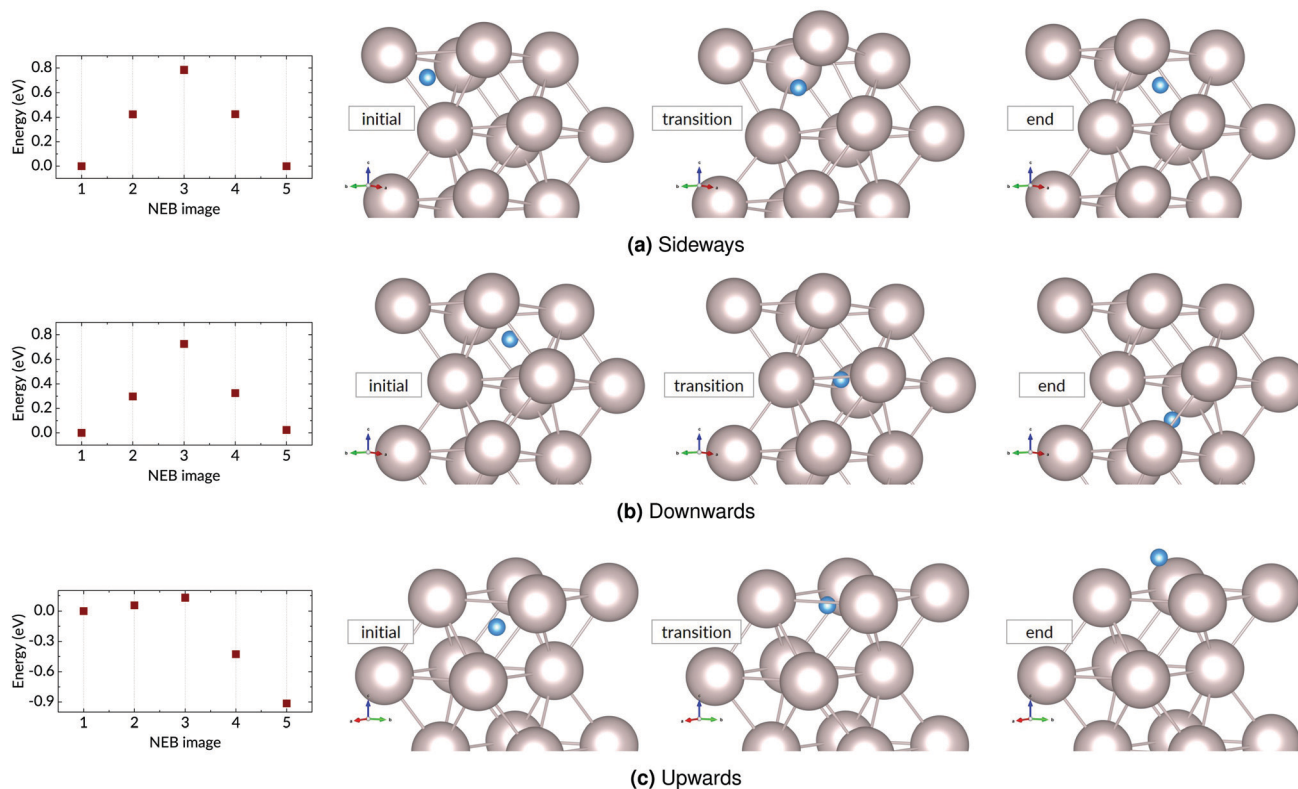 Energy (eV)
0.8
0.6
0.4
0.2
0.0
1 2 3 4 5
NEB image
initial
c
b a
transition
c
b a
end
c
b a
(a) Sideways
Energy (eV)
0.8
0.6
0.4
0.2
0.0
1 2 3 4 5
NEB image
initial
c
b a
transition
c
b a
end
c
b a
(b) Downwards
Energy (eV)
0.0
-0.3
-0.6
-0.9
1 2 3 4 5
NEB image
initial
c
a b
transition
c
a b
end
c
a b
(c) Upwards